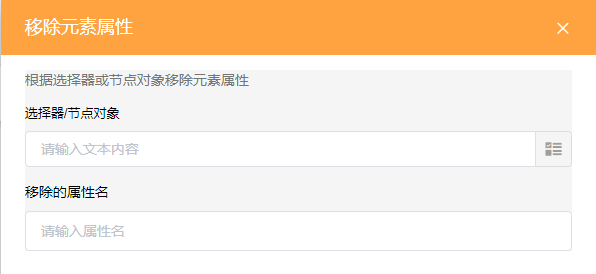 移除元素属性
根据选择器或节点对象移除元素属性
选择器/节点对象
请输入文本内容
移除的属性名
请输入属性名